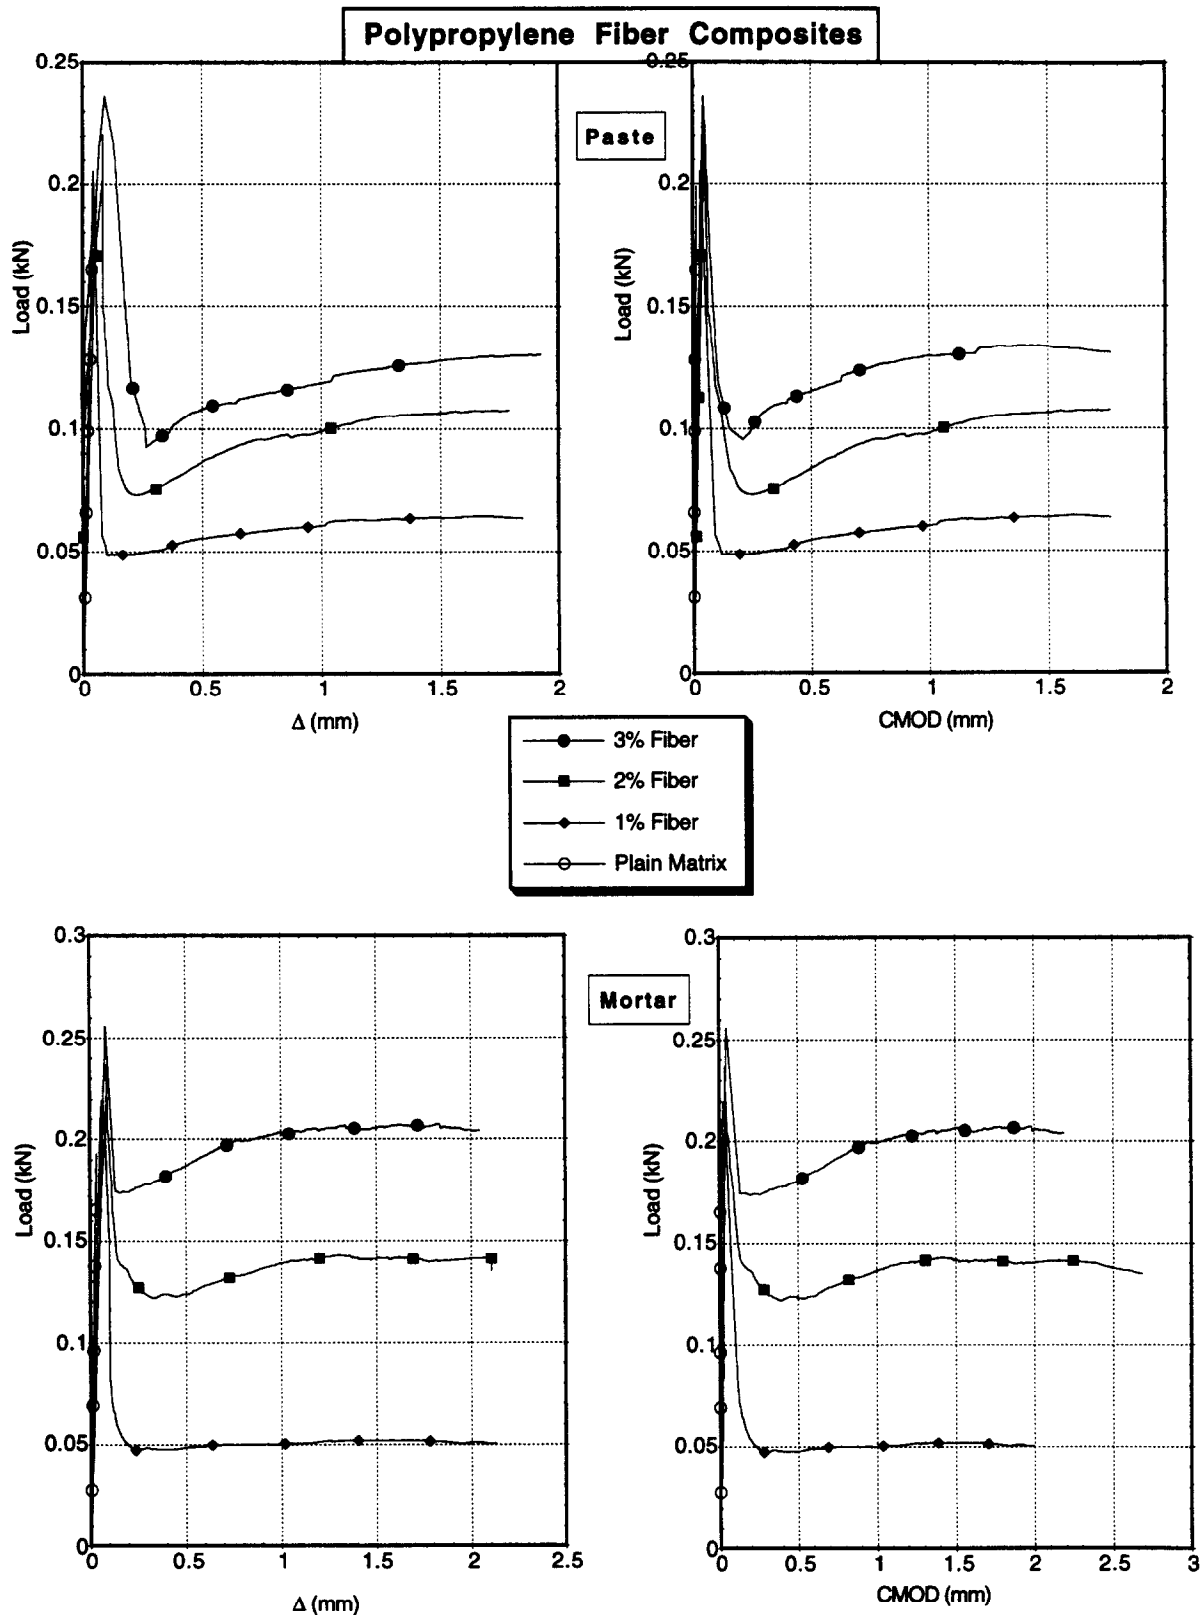 Polypropylene Fiber Composites
0.25
0.2
0.15
0.1
0.05
0
Load (kN)
0 0.5 1 1.5 2
Δ (mm)
Paste
0.25
0.2
0.15
0.1
0.05
0
Load (kN)
0 0.5 1 1.5 2
CMOD (mm)
3% Fiber
2% Fiber
1% Fiber
Plain Matrix
0.3
0.25
0.2
0.15
0.1
0.05
0
Load (kN)
0 0.5 1 1.5 2 2.5
Δ (mm)
Mortar
0.3
0.25
0.2
0.15
0.1
0.05
0
Load (kN)
0 0.5 1 1.5 2 2.5 3
CMOD (mm)